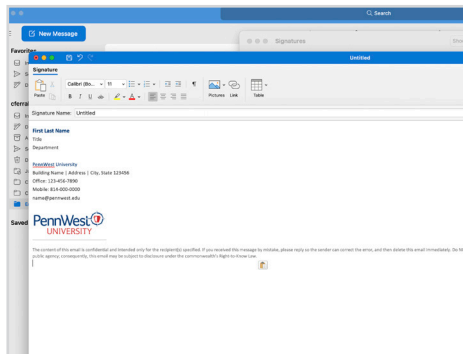 Search
New Message
Signatures
Favorites
Untitled
Signature
Calibri (Bo...
11
Paste
B I U ab A
Pictures
Link
Table
Signature Name: Untitled
First Last Name
Title
Department
PennWest University
Building Name | Address | City, State 123456
Office: 123-456-7890
Mobile: 814-000-0000
name@pennwest.edu
PennWest
UNIVERSITY
The content of this email is confidential and intended only for the recipient(s) specified. If you received this message by mistake, please reply so the sender can correct the error, and then delete this email immediately. Do
public agency; consequently, this email may be subject to disclosure under the commonwealth's Right-to-Know Law.
Saved